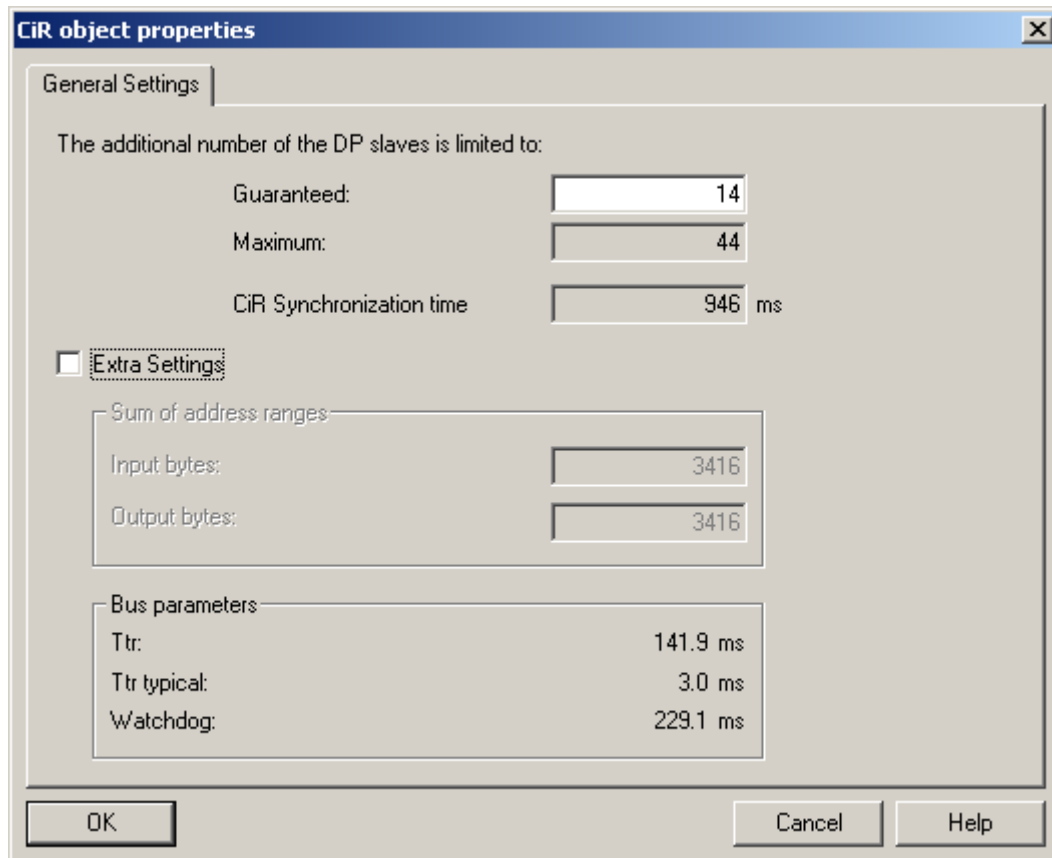 CiR object properties
General Settings
The additional number of the DP slaves is limited to:
Guaranteed: 14
Maximum: 44
CiR Synchronization time 946 ms
Extra Settings
Sum of address ranges
Input bytes: 3416
Output bytes: 3416
Bus parameters
Ttr: 141.9 ms
Ttr typical: 3.0 ms
Watchdog: 229.1 ms
OK Cancel Help